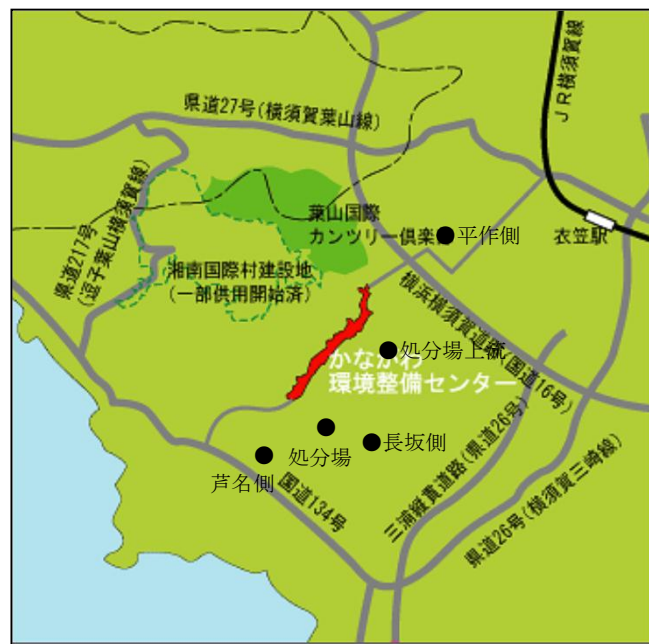 県道27号(横須賀葉山線)
JR横須賀線
葉山国際
カンツリー倶楽
平作側
衣笠駅
県道217号
(逗子葉山横須賀線)
湘南国際村建設地
(一部供用開始済)
横浜横須賀道路(国道16号)
処分場上流
かながわ
環境整備センター
処分場
長坂側
芦名側
国道134号
三浦縦貫道路(県道26号)
県道26号(横須賀三崎線)